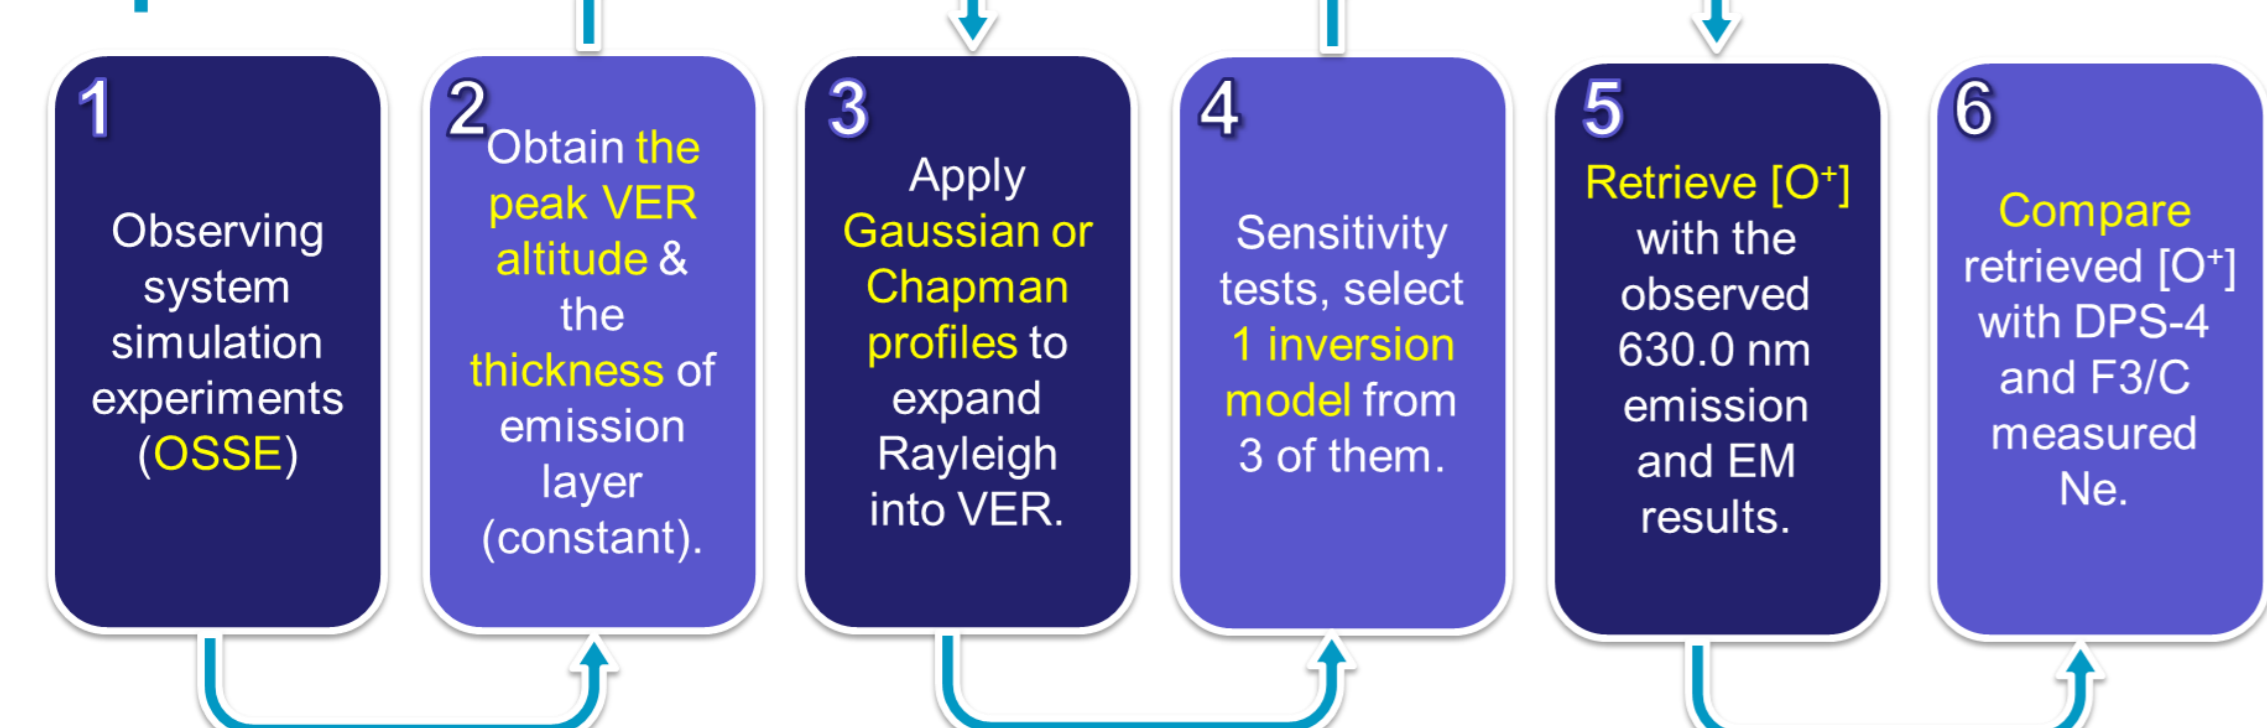 1
Observing
system
simulation
experiments
(OSSE)
2
Obtain the
peak VER
altitude &
the
thickness of
emission
layer
(constant).
3
Apply
Gaussian or
Chapman
profiles to
expand
Rayleigh
into VER.
4
Sensitivity
tests, select
1 inversion
model from
3 of them.
5
Retrieve [O⁺]
with the
observed
630.0 nm
emission
and EM
results.
6
Compare
retrieved [O⁺]
with DPS-4
and F3/C
measured
Ne.